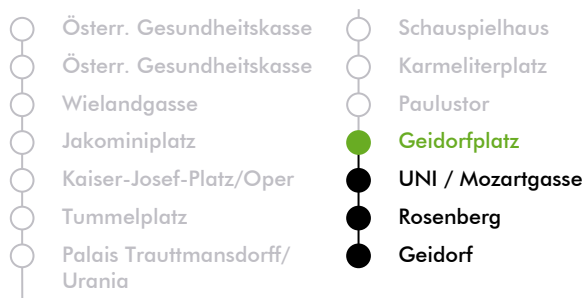 Österr. Gesundheitskasse
Österr. Gesundheitskasse
Wielandgasse
Jakominiplatz
Kaiser-Josef-Platz/Oper
Tummelplatz
Palais Trauttmansdorff/
Urania
Schauspielhaus
Karmeliterplatz
Paulustor
Geidorfplatz
UNI / Mozartgasse
Rosenberg
Geidorf